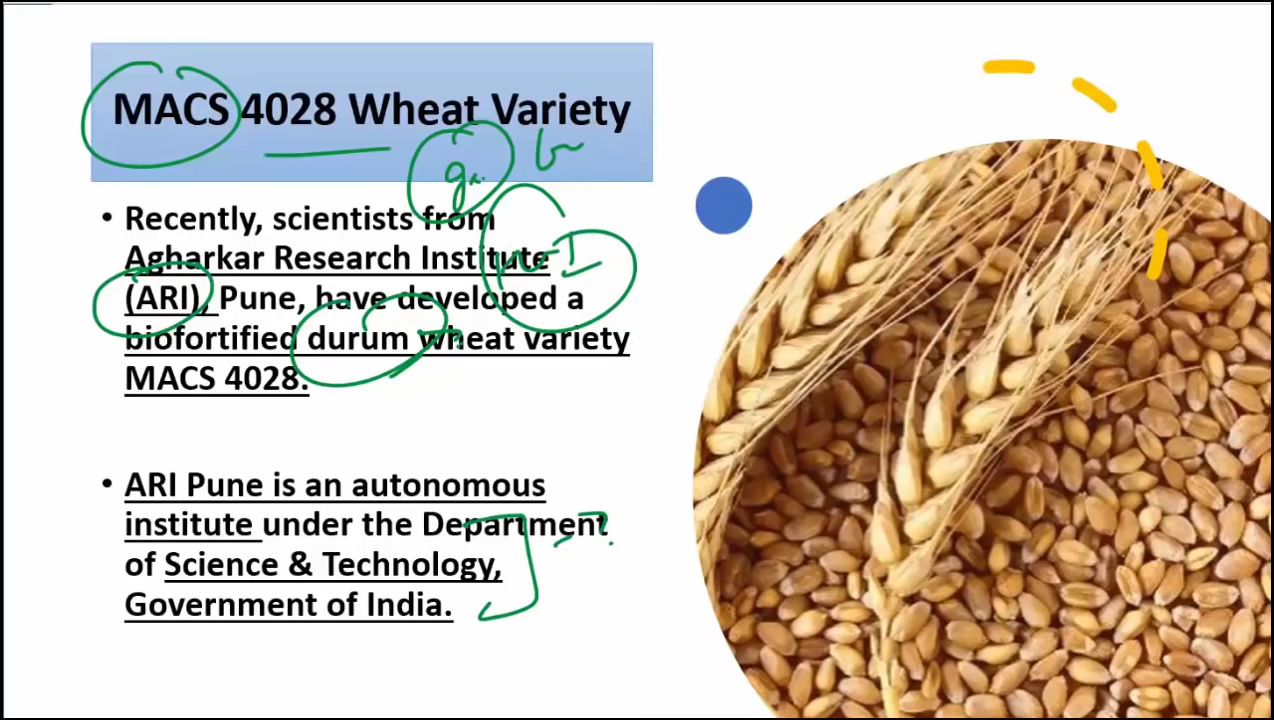 MACS 4028 Wheat Variety
• Recently, scientists from
Agharkar Research Institute
(ARI), Pune, have developed a
biofortified durum wheat variety
MACS 4028.
• ARI Pune is an autonomous
institute under the Department
of Science & Technology,
Government of India.